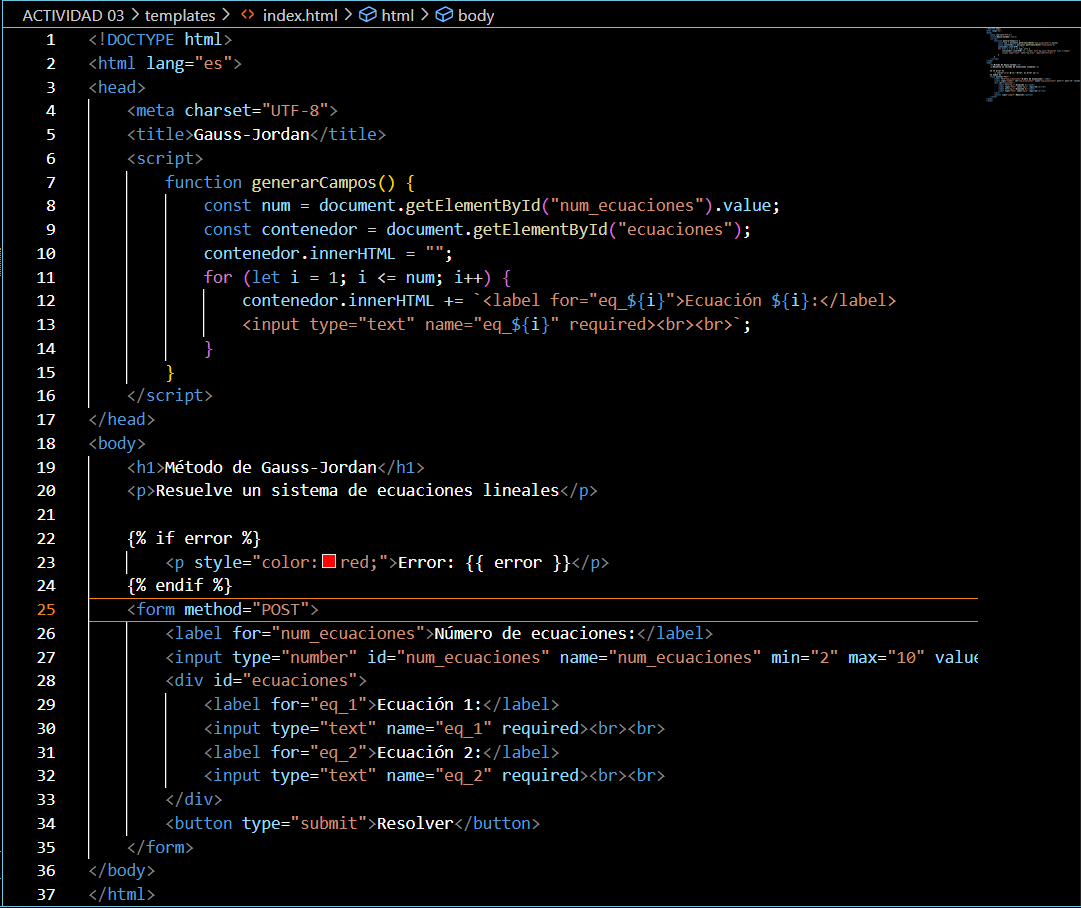 ACTIVIDAD 03 > templates > <> index.html > html > body
1 <!DOCTYPE html>
2 <html lang="es">
3 <head>
4     <meta charset="UTF-8">
5     <title>Gauss-Jordan</title>
6     <script>
7         function generarCampos() {
8             const num = document.getElementById("num_ecuaciones").value;
9             const contenedor = document.getElementById("ecuaciones");
10             contenedor.innerHTML = "";
11             for (let i = 1; i <= num; i++) {
12                 contenedor.innerHTML += `<label for="eq_${i}">Ecuación ${i}:</label>
13                 <input type="text" name="eq_${i}" required><br><br>`;
14             }
15         }
16     </script>
17 </head>
18 <body>
19     <h1>Método de Gauss-Jordan</h1>
20     <p>Resuelve un sistema de ecuaciones lineales</p>
21
22     {% if error %}
23         <p style="color:red;">Error: {{ error }}</p>
24     {% endif %}
25     <form method="POST">
26         <label for="num_ecuaciones">Número de ecuaciones:</label>
27         <input type="number" id="num_ecuaciones" name="num_ecuaciones" min="2" max="10" value
28         <div id="ecuaciones">
29             <label for="eq_1">Ecuación 1:</label>
30             <input type="text" name="eq_1" required><br><br>
31             <label for="eq_2">Ecuación 2:</label>
32             <input type="text" name="eq_2" required><br><br>
33         </div>
34         <button type="submit">Resolver</button>
35     </form>
36 </body>
37 </html>